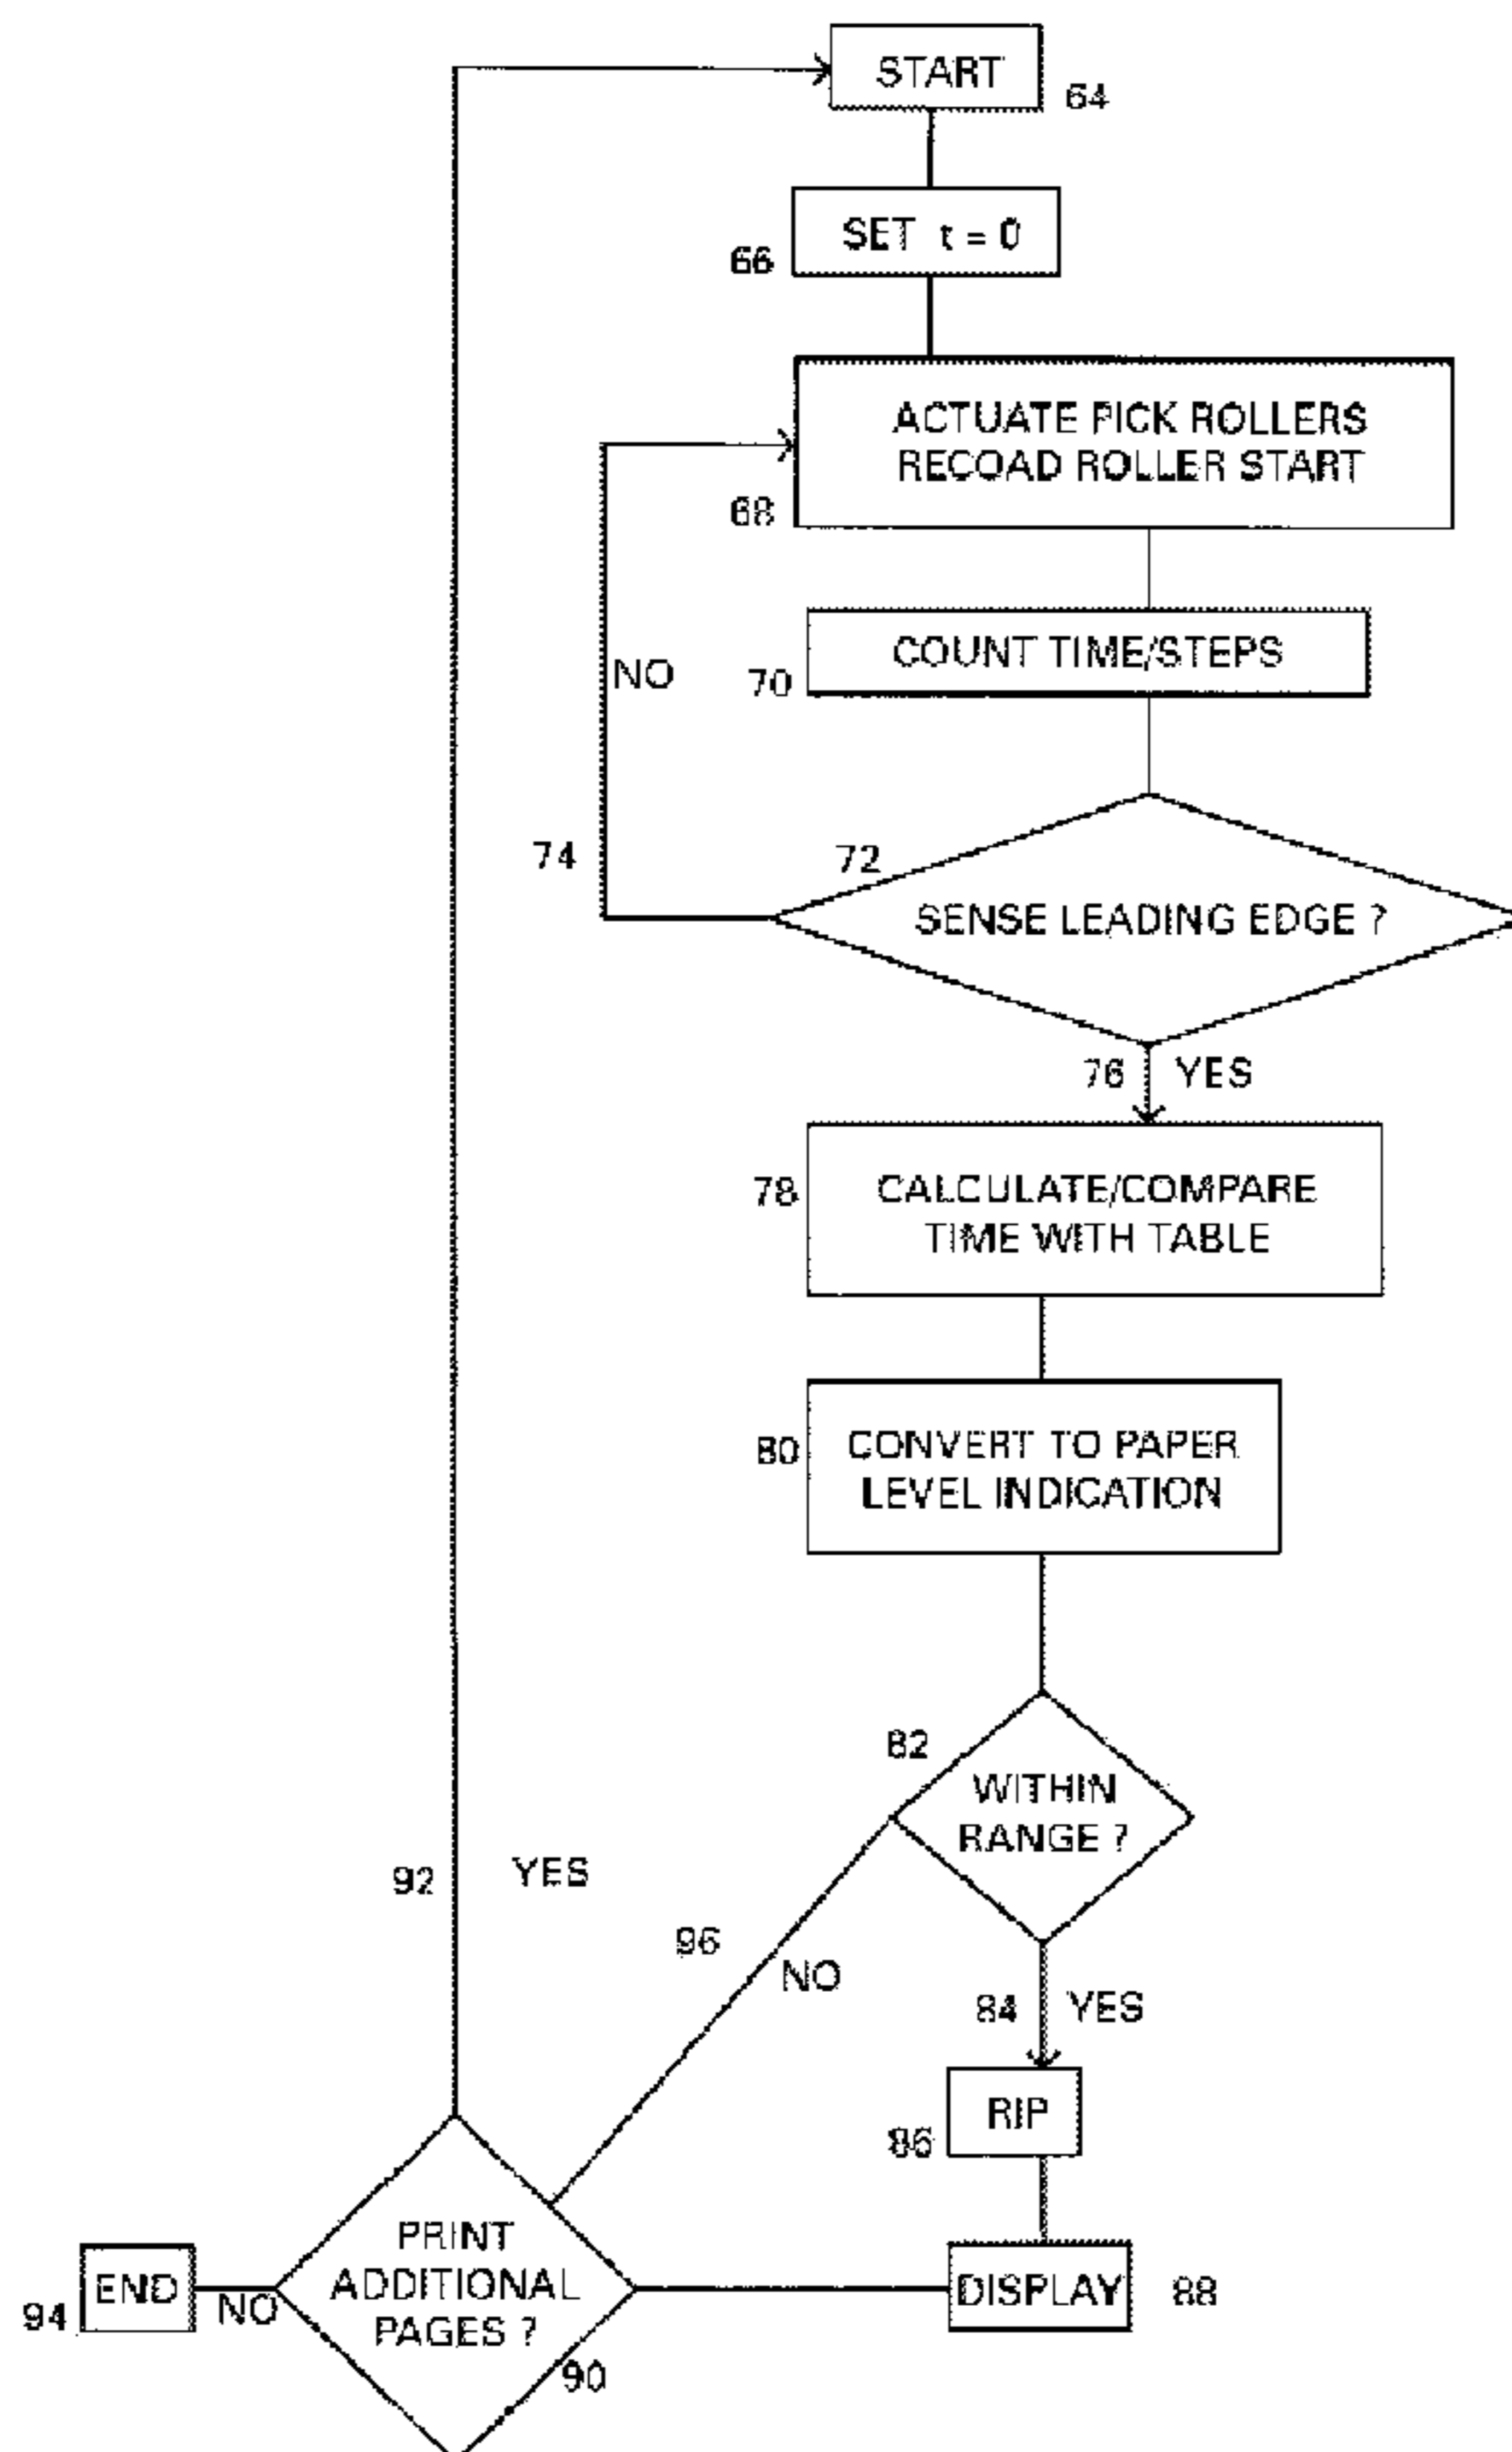 START
64
SET t = 0
66
ACTUATE PICK ROLLERS
RECOAD ROLLER START
68
COUNT TIME/STEPS
70
NO
74
72
SENSE LEADING EDGE ?
76 YES
78
CALCULATE/COMPARE
TIME WITH TABLE
80
CONVERT TO PAPER
LEVEL INDICATION
82
WITHIN
RANGE ?
92
YES
96
NO
84 YES
RIP
86
PRINT
ADDITIONAL
PAGES ?
90
END
94
NO
DISPLAY
88